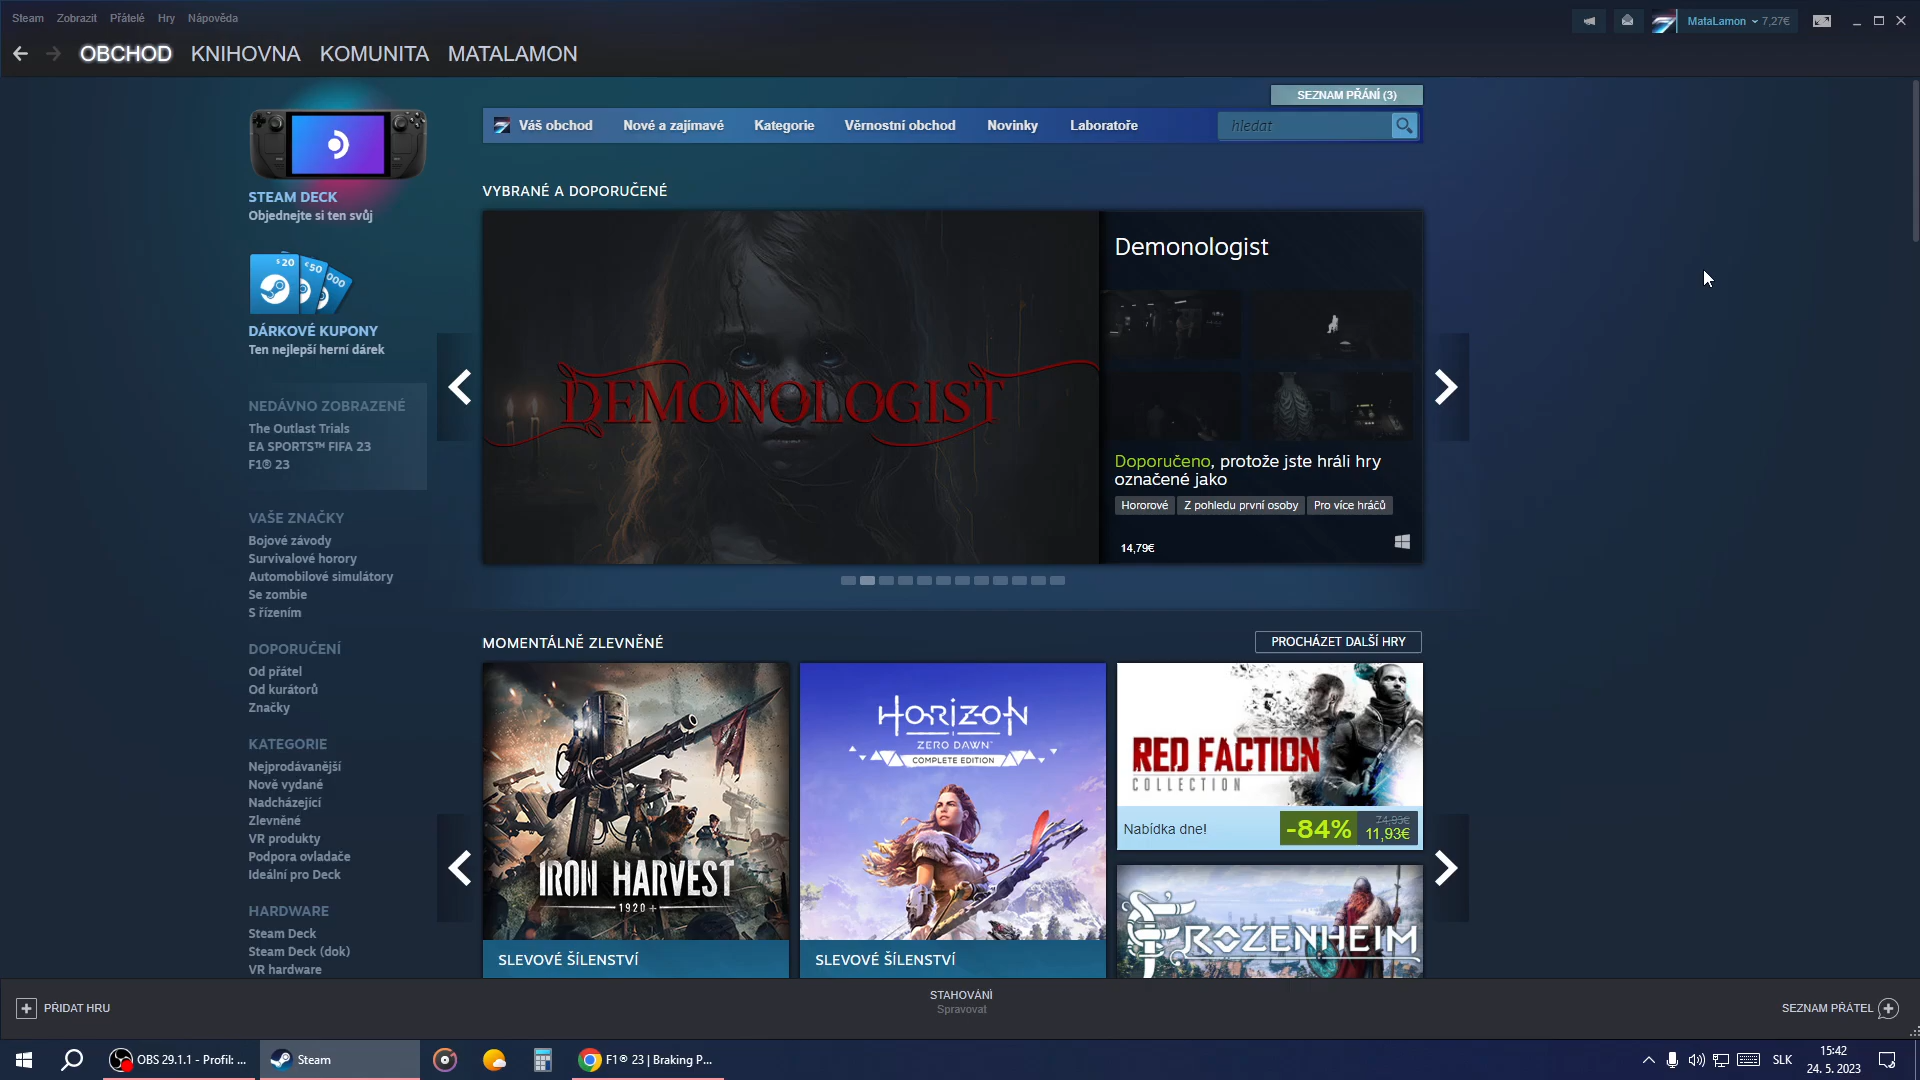 Steam Zobrazit Přátelé Hry Nápověda
MataLamon 7,27€
OBCHOD KNIHOVNA KOMUNITA MATALAMON
SEZNAM PŘÁNÍ (3)
Váš obchod Nové a zajímavé Kategorie Věrnostní obchod Novinky Laboratoře hledat
STEAM DECK
Objednejte si ten svůj
$20 €50 000
DÁRKOVÉ KUPONY
Ten nejlepší herní dárek
NEDÁVNO ZOBRAZENÉ
The Outlast Trials
EA SPORTS™ FIFA 23
F1® 23
VAŠE ZNAČKY
Bojové závody
Survivalové horory
Automobilové simulátory
Se zombie
S řízením
DOPORUČENÍ
Od přátel
Od kurátorů
Značky
KATEGORIE
Nejprodávanější
Nově vydané
Nadcházející
Zlevněné
VR produkty
Podpora ovladače
Ideální pro Deck
HARDWARE
Steam Deck
Steam Deck (dok)
VR hardware
VYBRANÉ A DOPORUČENÉ
DEMONOLOGIST
Demonologist
Doporučeno, protože jste hráli hry
označené jako
Hororové Z pohledu první osoby Pro více hráčů
14,79€
MOMENTÁLNĚ ZLEVNĚNÉ
PROCHÁZET DALŠÍ HRY
IRON HARVEST
1920+
SLEVOVÉ ŠÍLENSTVÍ
HORIZON
ZERO DAWN™
COMPLETE EDITION
SLEVOVÉ ŠÍLENSTVÍ
RED FACTION
COLLECTION
Nabídka dne! -84% 74,93€
11,93€
FROZENHEIM
PŘIDAT HRU
STAHOVÁNÍ
Spravovat
SEZNAM PŘÁTEL
OBS 29.1.1 - Profil: ... Steam F1® 23 | Braking P...
SLK
15:42
24. 5. 2023